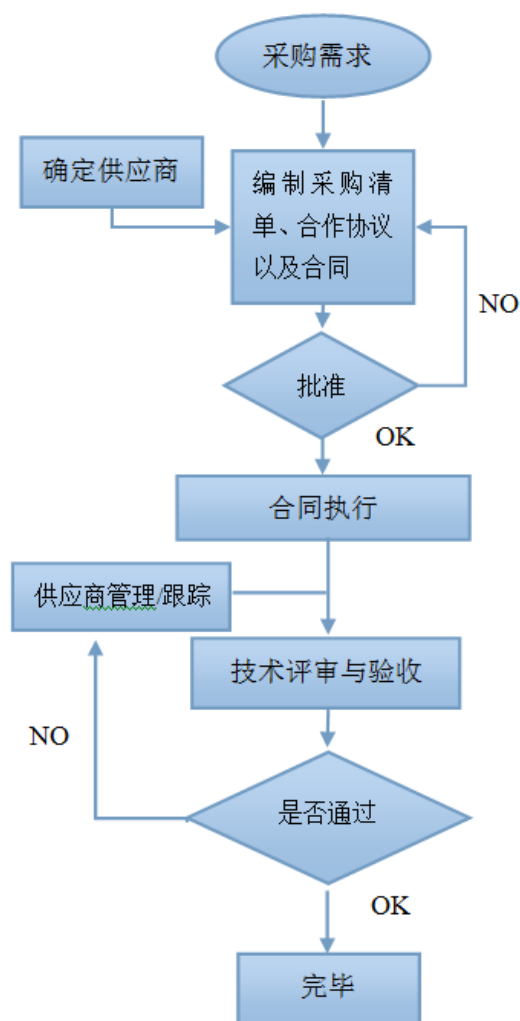 采购需求
确定供应商
编制采购清
单、合作协议
以及合同
NO
批准
OK
合同执行
供应商管理/跟踪
技术评审与验收
NO
是否通过
OK
完毕